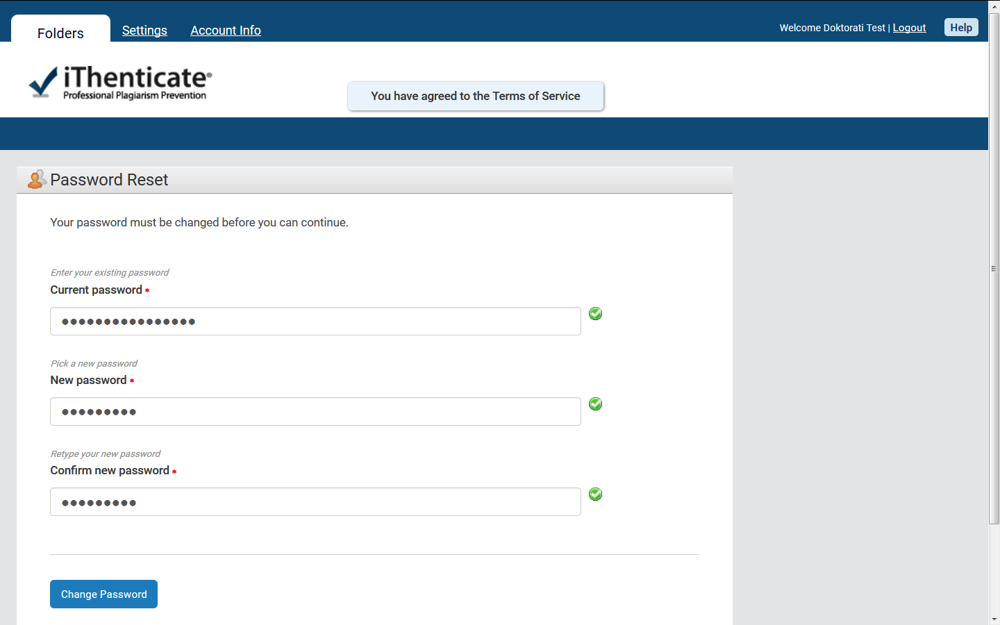 Folders
Settings
Account Info
Welcome Doktorati Test | Logout
Help
iThenticate®
Professional Plagiarism Prevention
You have agreed to the Terms of Service
Password Reset
Your password must be changed before you can continue.
Enter your existing password
Current password *
Pick a new password
New password *
Retype your new password
Confirm new password *
Change Password